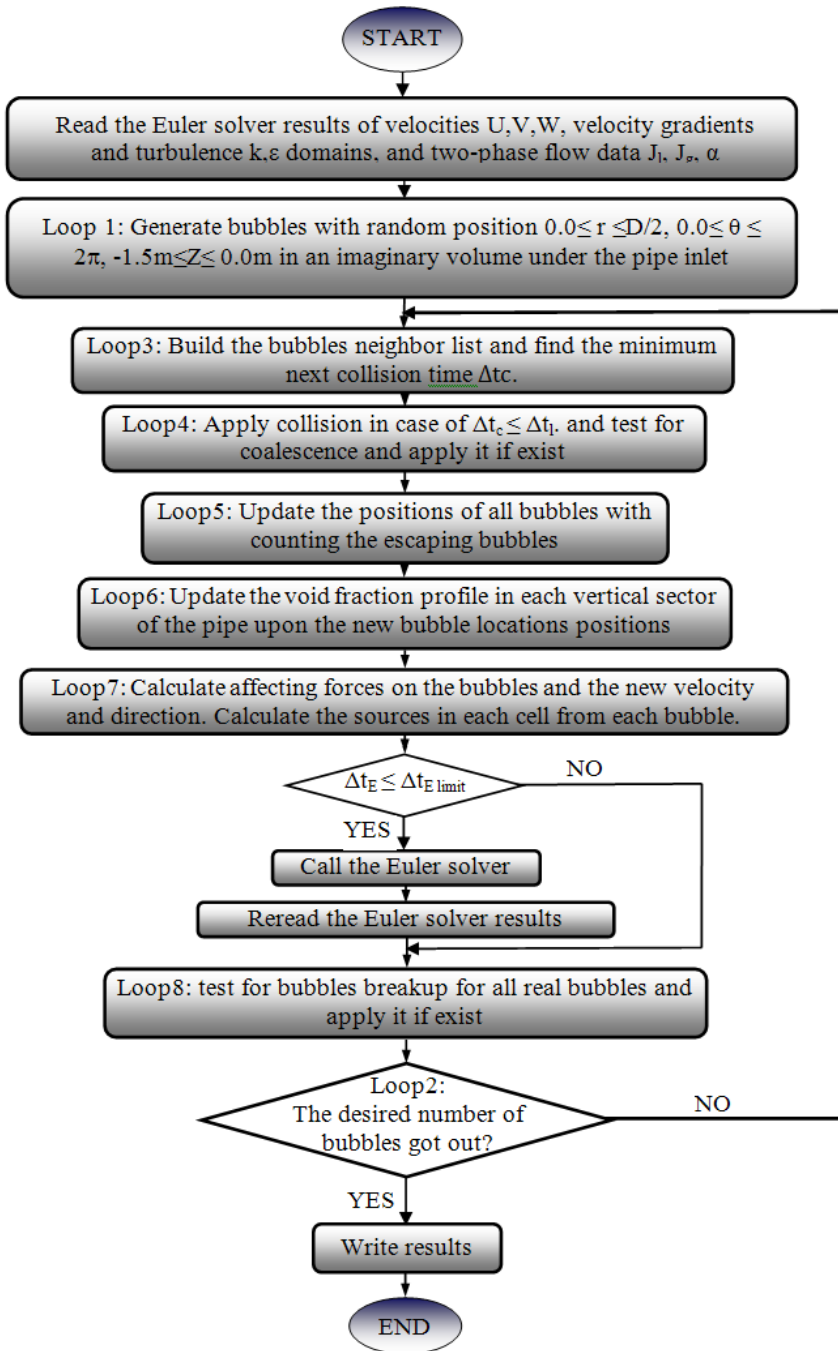 START
Read the Euler solver results of velocities U,V,W, velocity gradients
and turbulence k,ε domains, and two-phase flow data Jₗ, J_g, α
Loop 1: Generate bubbles with random position 0.0≤ r ≤D/2, 0.0≤ θ ≤
2π, -1.5m≤Z≤ 0.0m in an imaginary volume under the pipe inlet
Loop3: Build the bubbles neighbor list and find the minimum
next collision time Δtc.
Loop4: Apply collision in case of Δt_c ≤ Δt_l. and test for
coalescence and apply it if exist
Loop5: Update the positions of all bubbles with
counting the escaping bubbles
Loop6: Update the void fraction profile in each vertical sector
of the pipe upon the new bubble locations positions
Loop7: Calculate affecting forces on the bubbles and the new velocity
and direction. Calculate the sources in each cell from each bubble.
Δt_E ≤ Δt_E limit
NO
YES
Call the Euler solver
Reread the Euler solver results
Loop8: test for bubbles breakup for all real bubbles and
apply it if exist
Loop2:
The desired number of
bubbles got out?
NO
YES
Write results
END